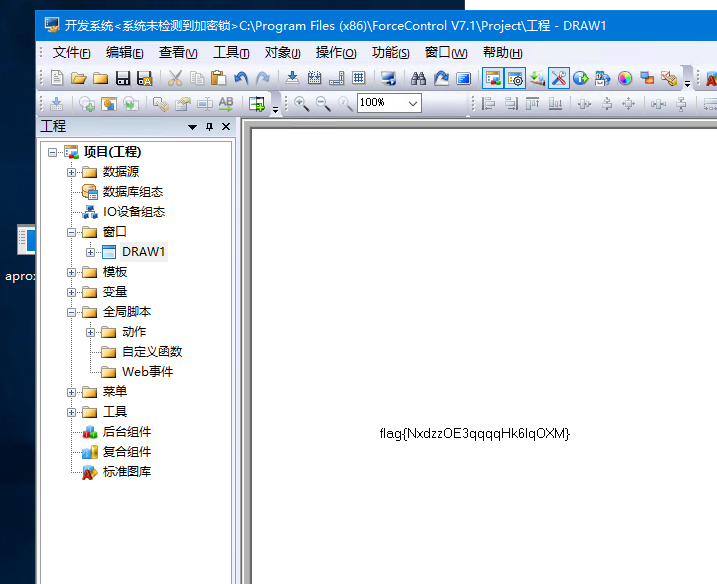 开发系统<系统未检测到加密锁>C:\Program Files (x86)\ForceControl V7.1\Project\工程 - DRAW1
文件(F) 编辑(E) 查看(V) 工具(T) 对象(J) 操作(O) 功能(S) 窗口(W) 帮助(H)
100%
工程
项目(工程)
数据源
数据库组态
IO设备组态
窗口
DRAW1
模板
变量
全局脚本
动作
自定义函数
Web事件
菜单
工具
后台组件
复合组件
标准图库
flag{NxdzzOE3qqqqHk6lqOXM}